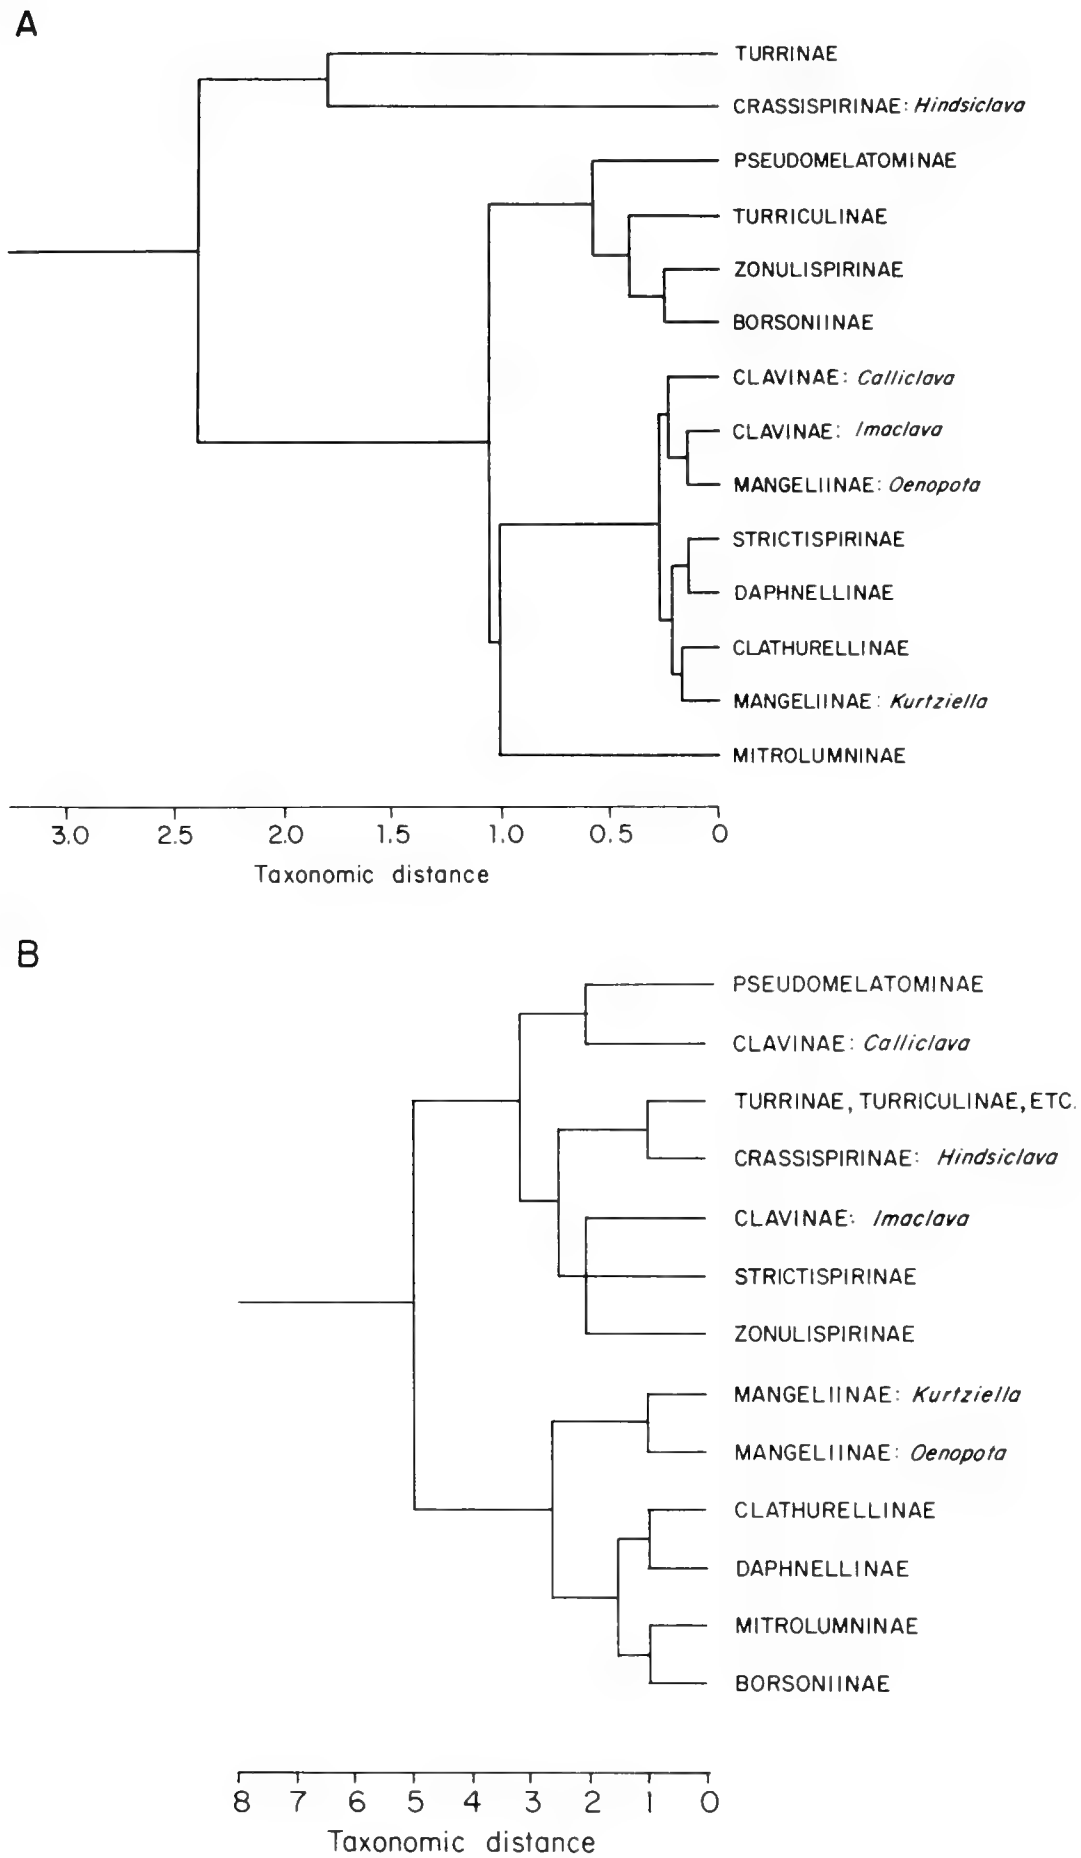 A
TURRINAE
CRASSISPIRINAE: Hindsiclava
PSEUDOMELATOMINAE
TURRICULINAE
ZONULISPIRINAE
BORSONIINAE
CLAVINAE: Calliclava
CLAVINAE: Imaclava
MANGELIINAE: Oenopota
STRICTISPIRINAE
DAPHNELLINAE
CLATHURELLINAE
MANGELIINAE: Kurtziella
MITROLUMNINAE
3.0 2.5 2.0 1.5 1.0 0.5 0
Taxonomic distance
B
PSEUDOMELATOMINAE
CLAVINAE: Calliclava
TURRINAE, TURRICULINAE, ETC.
CRASSISPIRINAE: Hindsiclava
CLAVINAE: Imaclava
STRICTISPIRINAE
ZONULISPIRINAE
MANGELIINAE: Kurtziella
MANGELIINAE: Oenopota
CLATHURELLINAE
DAPHNELLINAE
MITROLUMNINAE
BORSONIINAE
8 7 6 5 4 3 2 1 0
Taxonomic distance